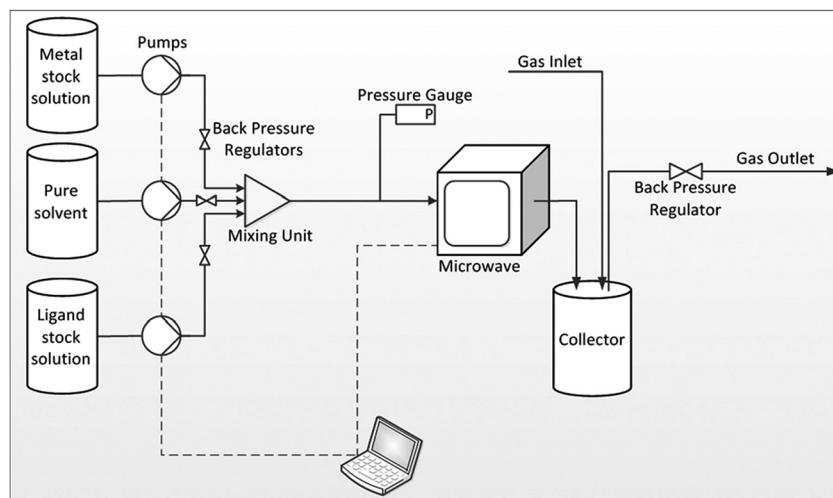 Metal
stock
solution
Pumps
Pure
solvent
Ligand
stock
solution
Back Pressure
Regulators
Mixing Unit
Pressure Gauge
P
Microwave
Gas Inlet
Gas Outlet
Back Pressure
Regulator
Collector